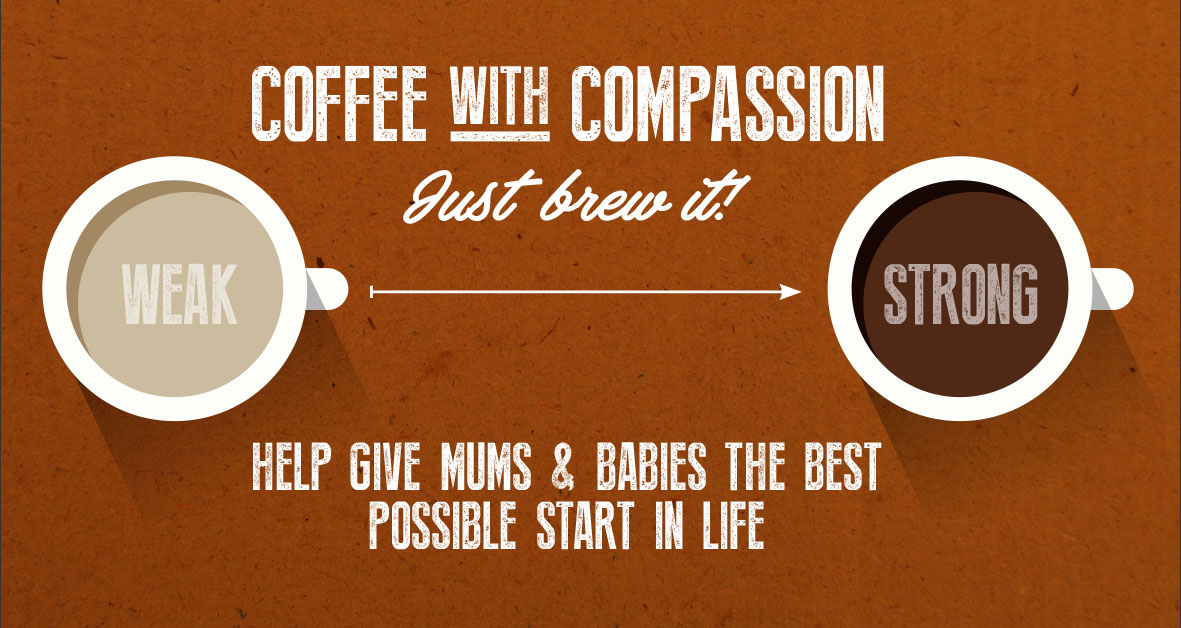 COFFEE WITH COMPASSION
Just brew it!
WEAK
STRONG
HELP GIVE MUMS & BABIES THE BEST
POSSIBLE START IN LIFE